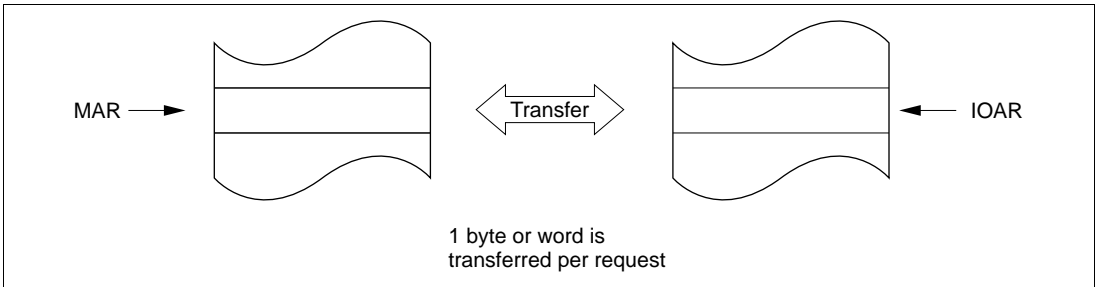 MAR
Transfer
IOAR
1 byte or word is
transferred per request